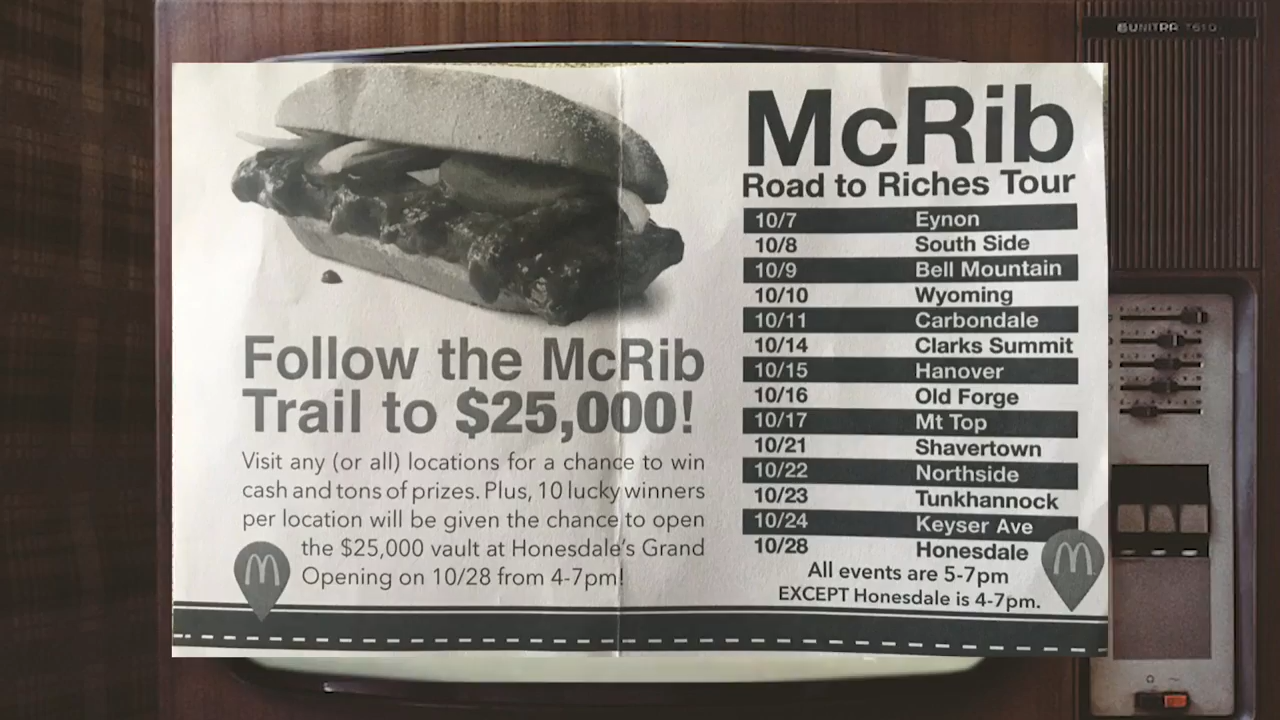 UNITRA T610
McRib
Road to Riches Tour
10/7 Eynon
10/8 South Side
10/9 Bell Mountain
10/10 Wyoming
10/11 Carbondale
10/14 Clarks Summit
10/15 Hanover
10/16 Old Forge
10/17 Mt Top
10/21 Shavertown
10/22 Northside
10/23 Tunkhannock
10/24 Keyser Ave
10/28 Honesdale
All events are 5-7pm
EXCEPT Honesdale is 4-7pm.
Follow the McRib
Trail to $25,000!
Visit any (or all) locations for a chance to win
cash and tons of prizes. Plus, 10 lucky winners
per location will be given the chance to open
the $25,000 vault at Honesdale's Grand
Opening on 10/28 from 4-7pm!